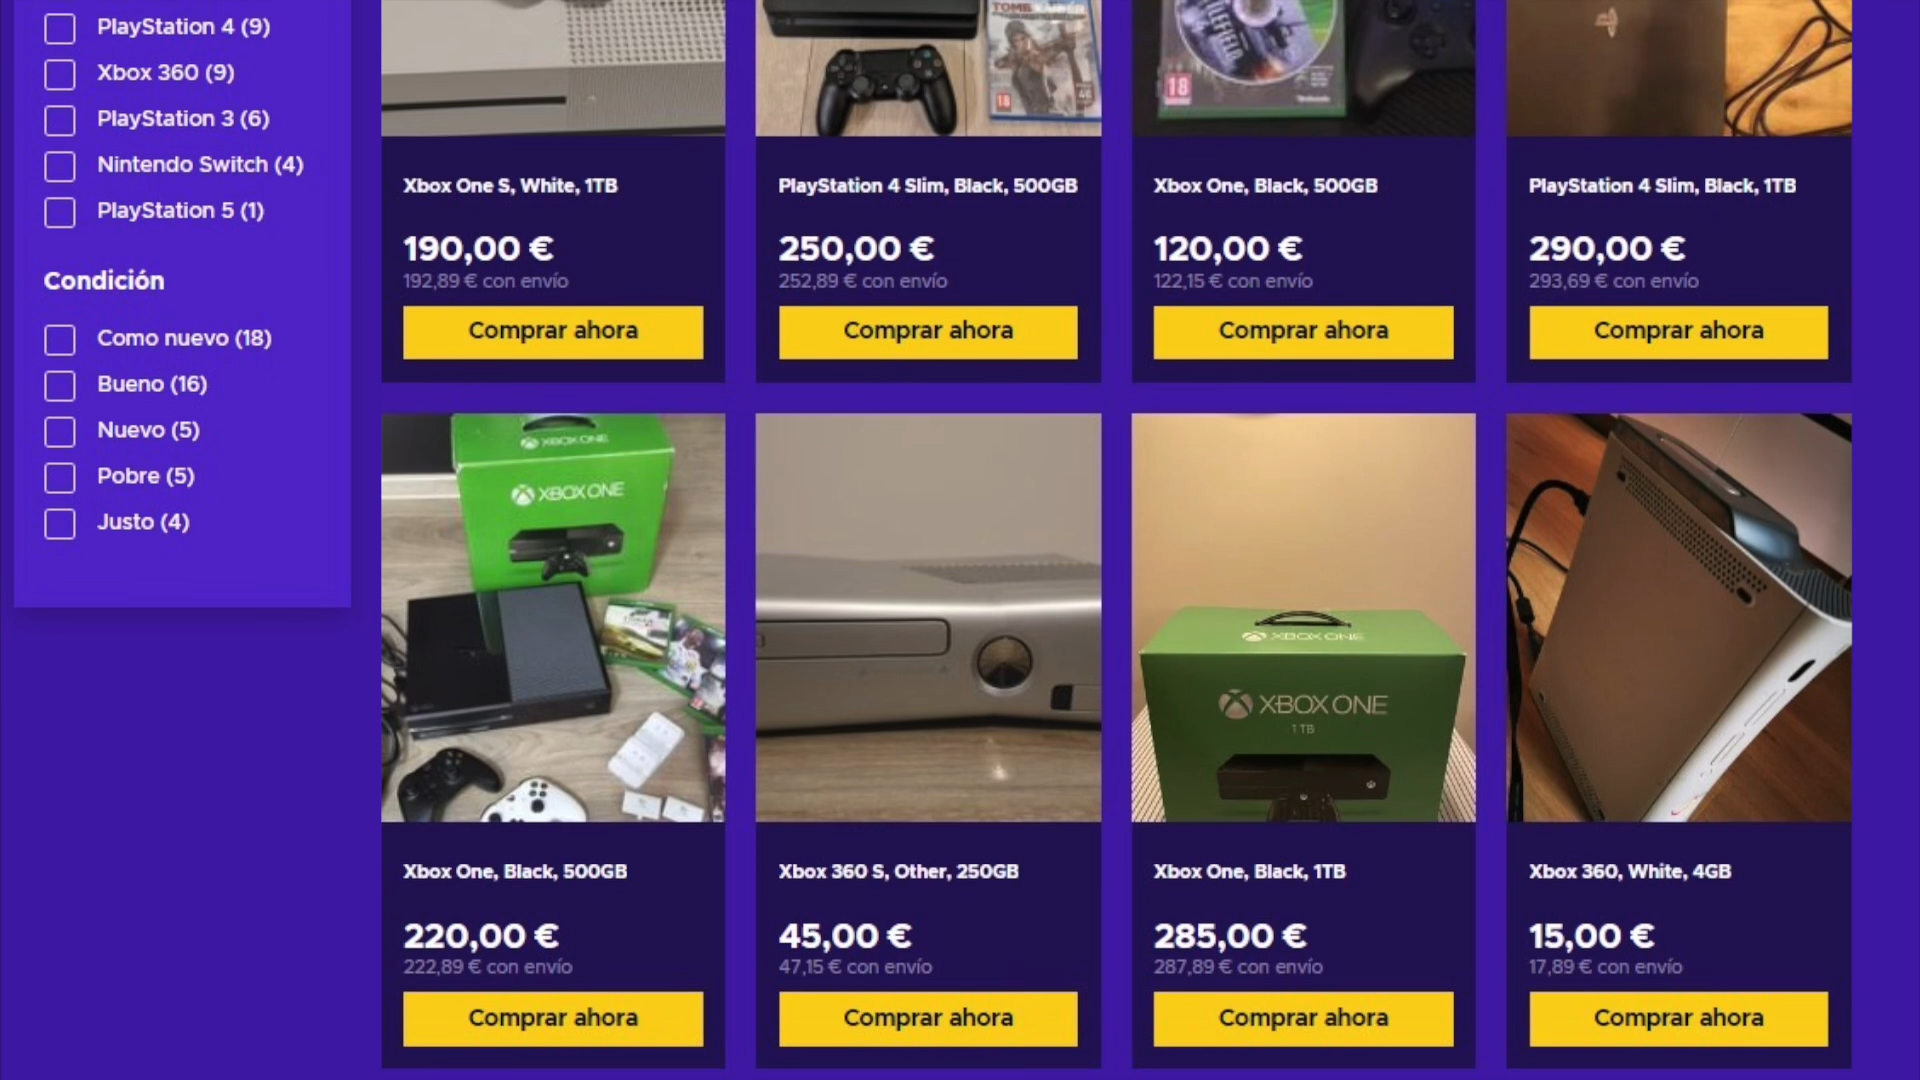 PlayStation 4 (9)
Xbox 360 (9)
PlayStation 3 (6)
Nintendo Switch (4)
PlayStation 5 (1)
Condición
Como nuevo (18)
Bueno (16)
Nuevo (5)
Pobre (5)
Justo (4)
TOMB RAIDER
18
18
Xbox One S, White, 1TB
190,00 €
192,89 € con envío
Comprar ahora
PlayStation 4 Slim, Black, 500GB
250,00 €
252,89 € con envío
Comprar ahora
Xbox One, Black, 500GB
120,00 €
122,15 € con envío
Comprar ahora
PlayStation 4 Slim, Black, 1TB
290,00 €
293,69 € con envío
Comprar ahora
XBOX ONE
XBOX ONE
XBOX ONE
XBOX ONE
1TB
Xbox One, Black, 500GB
220,00 €
222,89 € con envío
Comprar ahora
Xbox 360 S, Other, 250GB
45,00 €
47,15 € con envío
Comprar ahora
Xbox One, Black, 1TB
285,00 €
287,89 € con envío
Comprar ahora
Xbox 360, White, 4GB
15,00 €
17,89 € con envío
Comprar ahora